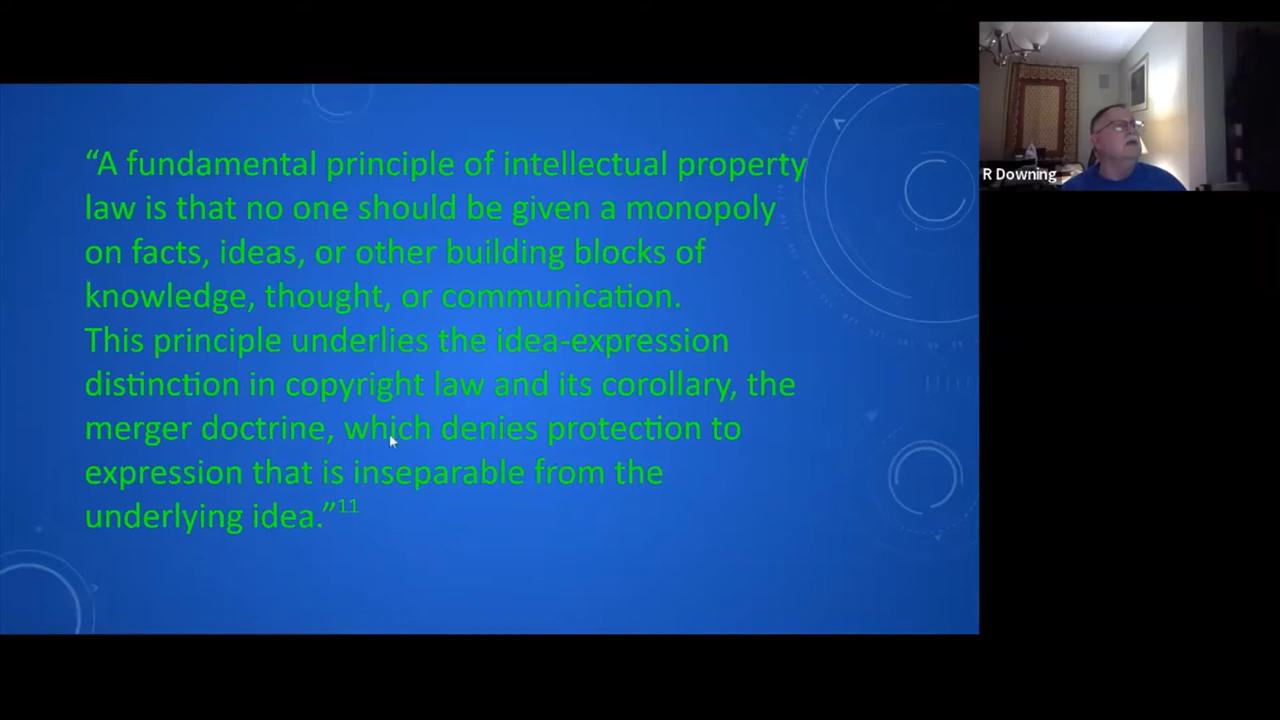 “A fundamental principle of intellectual property
law is that no one should be given a monopoly
on facts, ideas, or other building blocks of
knowledge, thought, or communication.
This principle underlies the idea-expression
distinction in copyright law and its corollary, the
merger doctrine, which denies protection to
expression that is inseparable from the
underlying idea.”11
R Downing